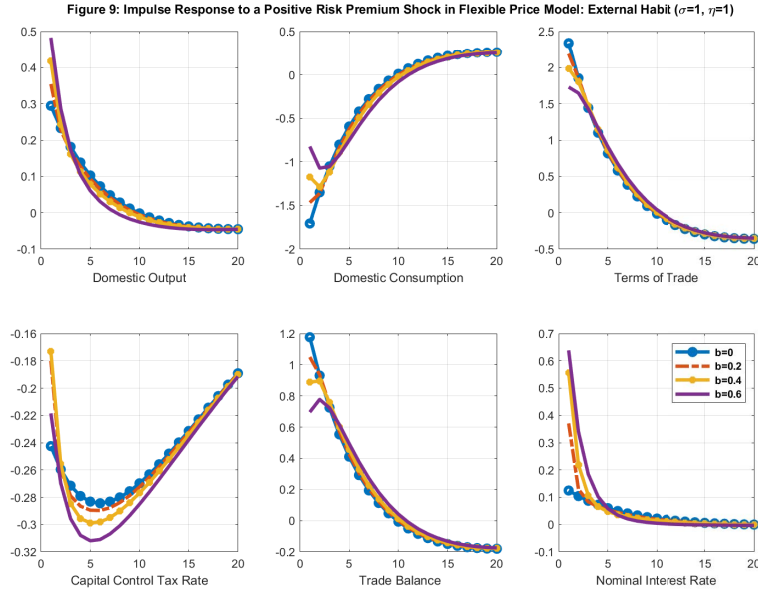 Figure 9: Impulse Response to a Positive Risk Premium Shock in Flexible Price Model: External Habit (σ=1, η=1)
0.5
0.4
0.3
0.2
0.1
0
-0.1
0 5 10 15 20
Domestic Output
0.5
0
-0.5
-1
-1.5
-2
0 5 10 15 20
Domestic Consumption
2.5
2
1.5
1
0.5
0
-0.5
0 5 10 15 20
Terms of Trade
-0.16
-0.18
-0.2
-0.22
-0.24
-0.26
-0.28
-0.3
-0.32
0 5 10 15 20
Capital Control Tax Rate
1.2
1
0.8
0.6
0.4
0.2
0
-0.2
0 5 10 15 20
Trade Balance
0.7
0.6
0.5
0.4
0.3
0.2
0.1
0
-0.1
0 5 10 15 20
Nominal Interest Rate
b=0
b=0.2
b=0.4
b=0.6